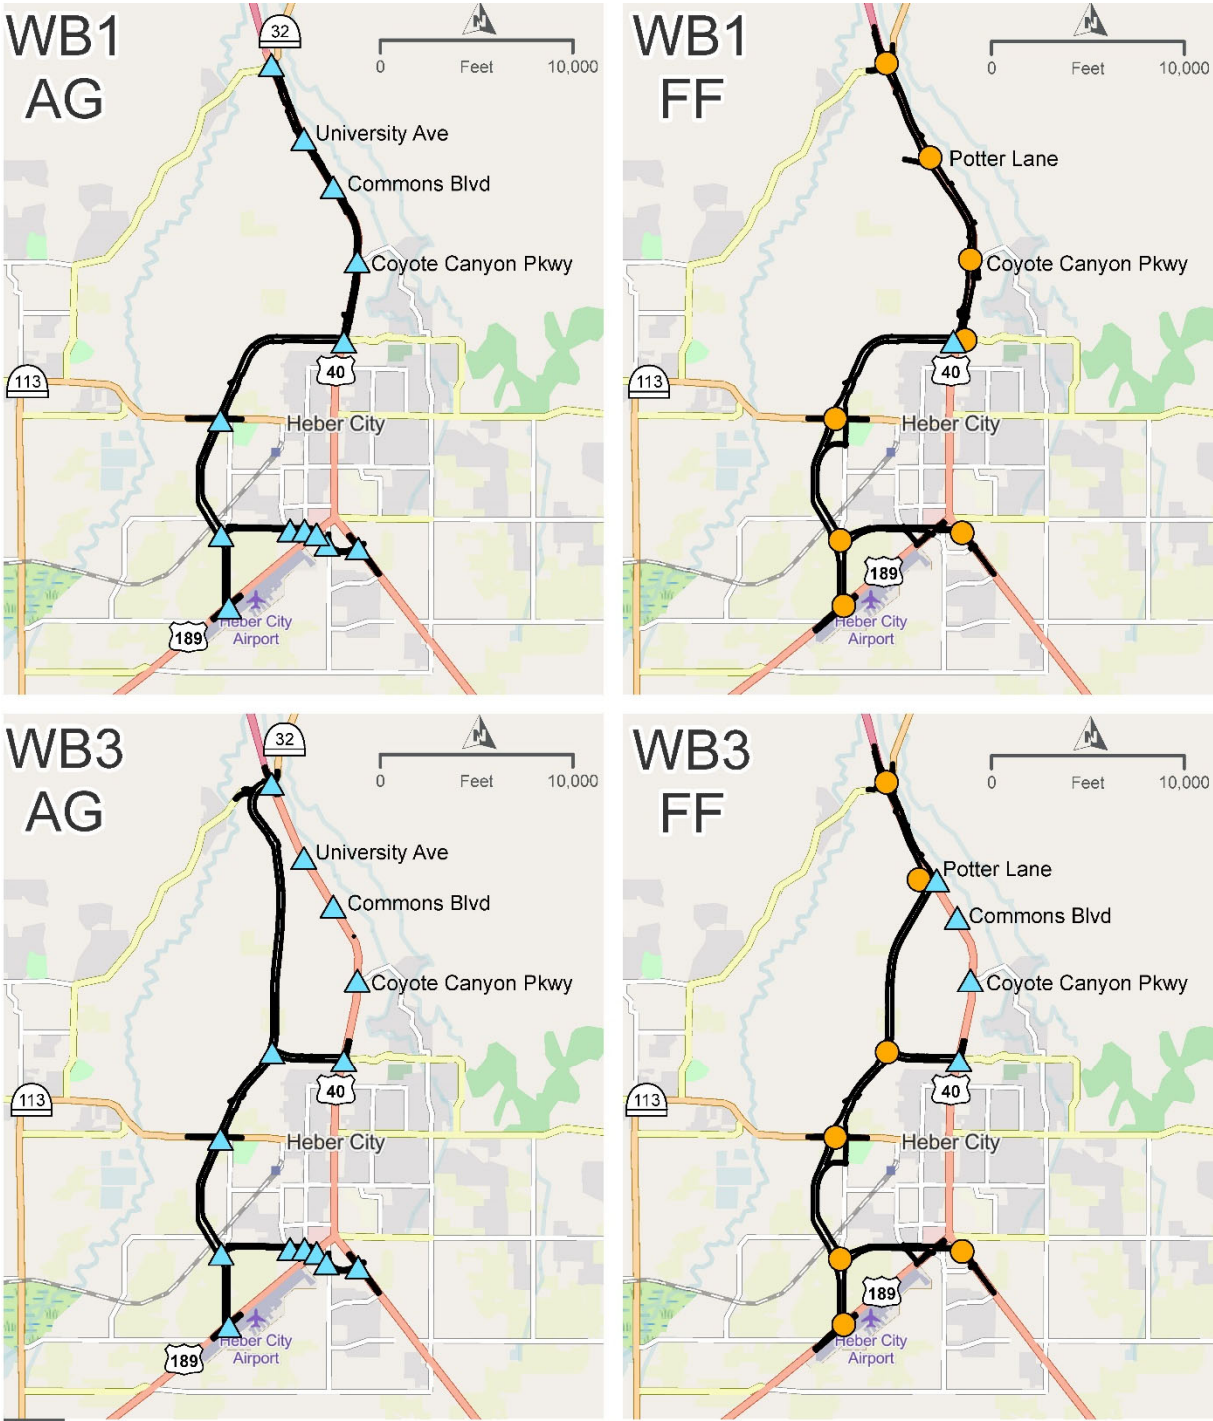 WB1
AG
32
N
0 Feet 10,000
University Ave
Commons Blvd
Coyote Canyon Pkwy
40
113
Heber City
189
Heber City
Airport
WB1
FF
N
0 Feet 10,000
Potter Lane
Coyote Canyon Pkwy
40
113
Heber City
189
Heber City
Airport
WB3
AG
32
N
0 Feet 10,000
University Ave
Commons Blvd
Coyote Canyon Pkwy
40
113
Heber City
Heber City
Airport
189
WB3
FF
N
0 Feet 10,000
Potter Lane
Commons Blvd
Coyote Canyon Pkwy
40
113
Heber City
189
Heber City
Airport